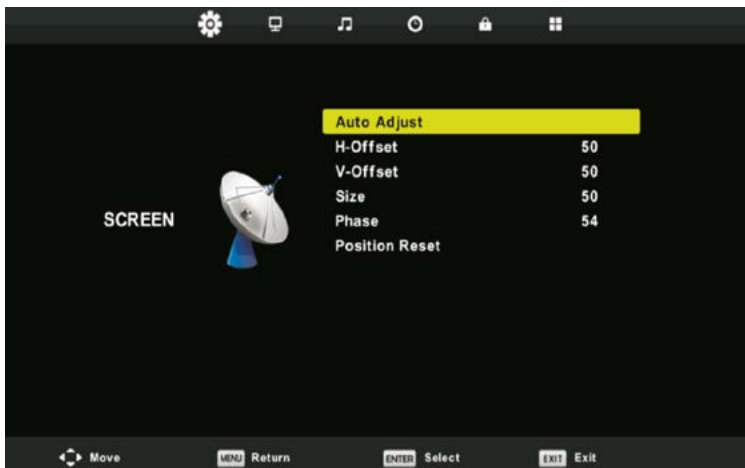 Auto Adjust
H-Offset 50
V-Offset 50
Size 50
SCREEN
Phase 54
Position Reset
Move MENU Return ENTER Select EXIT Exit